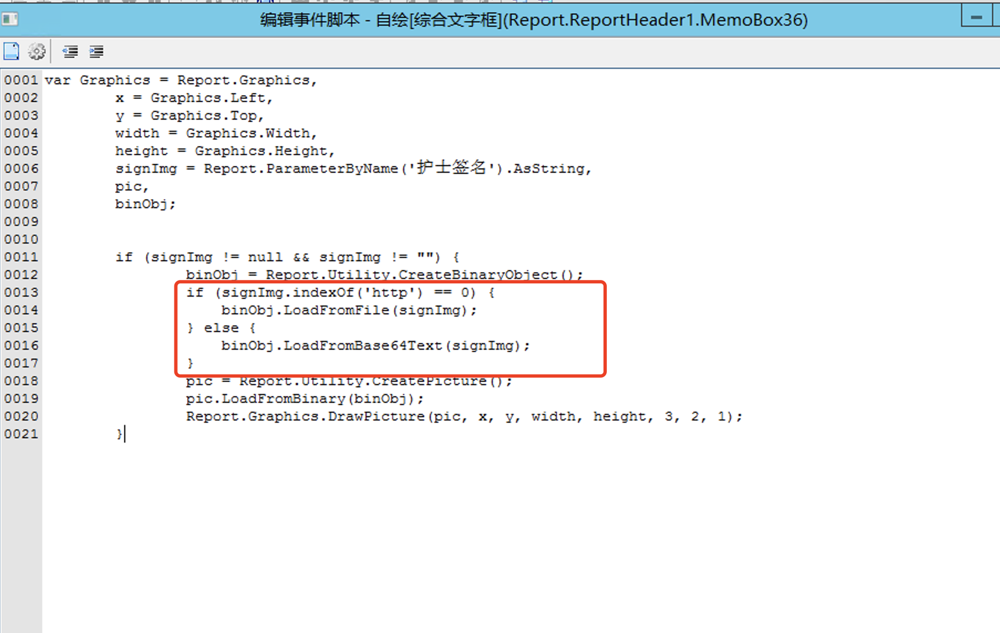 编辑事件脚本 - 自绘[综合文字框](Report.ReportHeader1.MemoBox36)
0001 var Graphics = Report.Graphics,
0002 x = Graphics.Left,
0003 y = Graphics.Top,
0004 width = Graphics.Width,
0005 height = Graphics.Height,
0006 signImg = Report.ParameterByName('护士签名').AsString,
0007 pic,
0008 binObj;
0009
0010
0011 if (signImg != null && signImg != "") {
0012 binObj = Report.Utility.CreateBinaryObject();
0013 if (signImg.indexOf('http') == 0) {
0014 binObj.LoadFromFile(signImg);
0015 } else {
0016 binObj.LoadFromBase64Text(signImg);
0017 }
0018 pic = Report.Utility.CreatePicture();
0019 pic.LoadFromBinary(binObj);
0020 Report.Graphics.DrawPicture(pic, x, y, width, height, 3, 2, 1);
0021 }